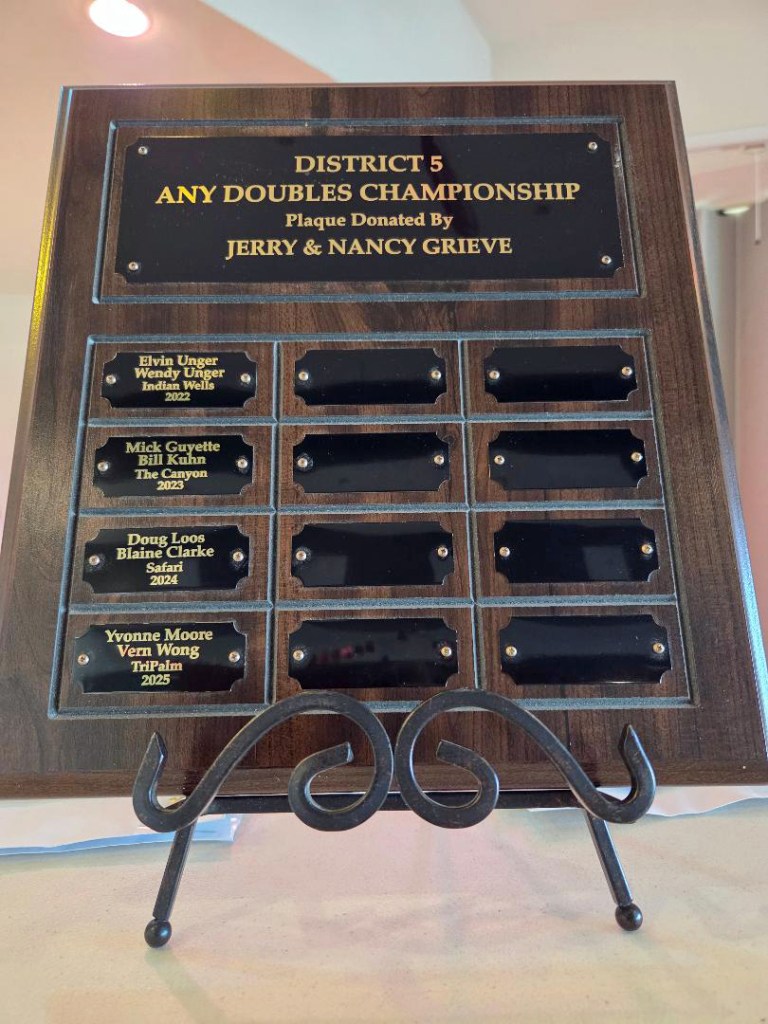 DISTRICT 5
ANY DOUBLES CHAMPIONSHIP
Plaque Donated By
JERRY & NANCY GRIEVE
Elvin Unger
Wendy Unger
Indian Wells
2022
Mick Guyette
Bill Kuhn
The Canyon
2023
Doug Loos
Blaine Clarke
Safari
2024
Yvonne Moore
Vern Wong
TriPalm
2025